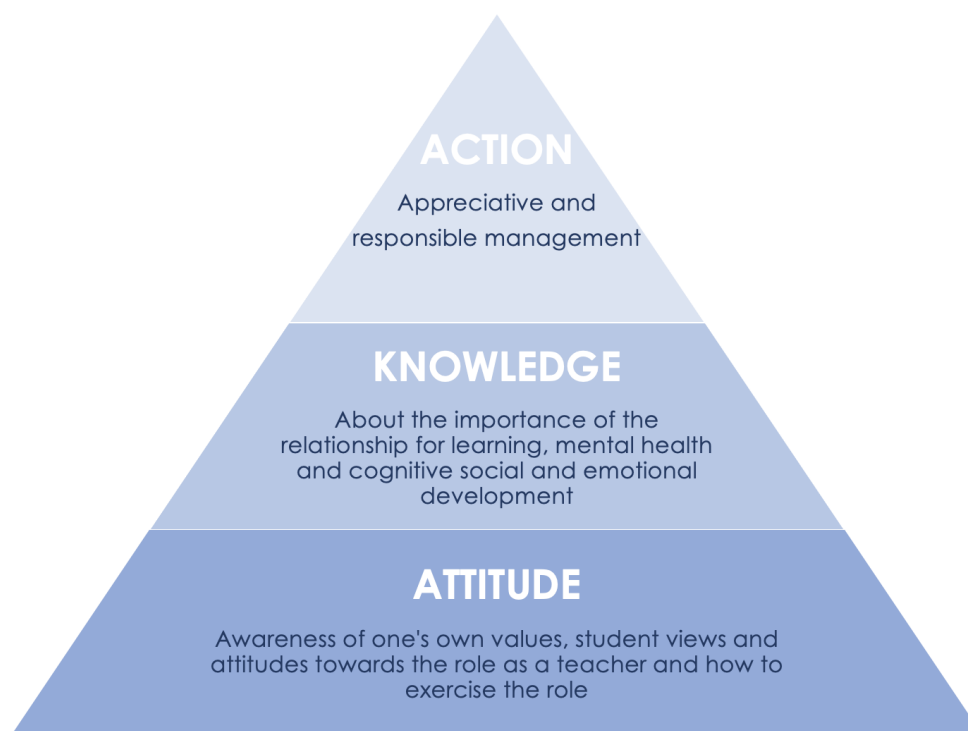 ACTION
Appreciative and
responsible management
KNOWLEDGE
About the importance of the
relationship for learning, mental health
and cognitive social and emotional
development
ATTITUDE
Awareness of one's own values, student views and
attitudes towards the role as a teacher and how to
exercise the role